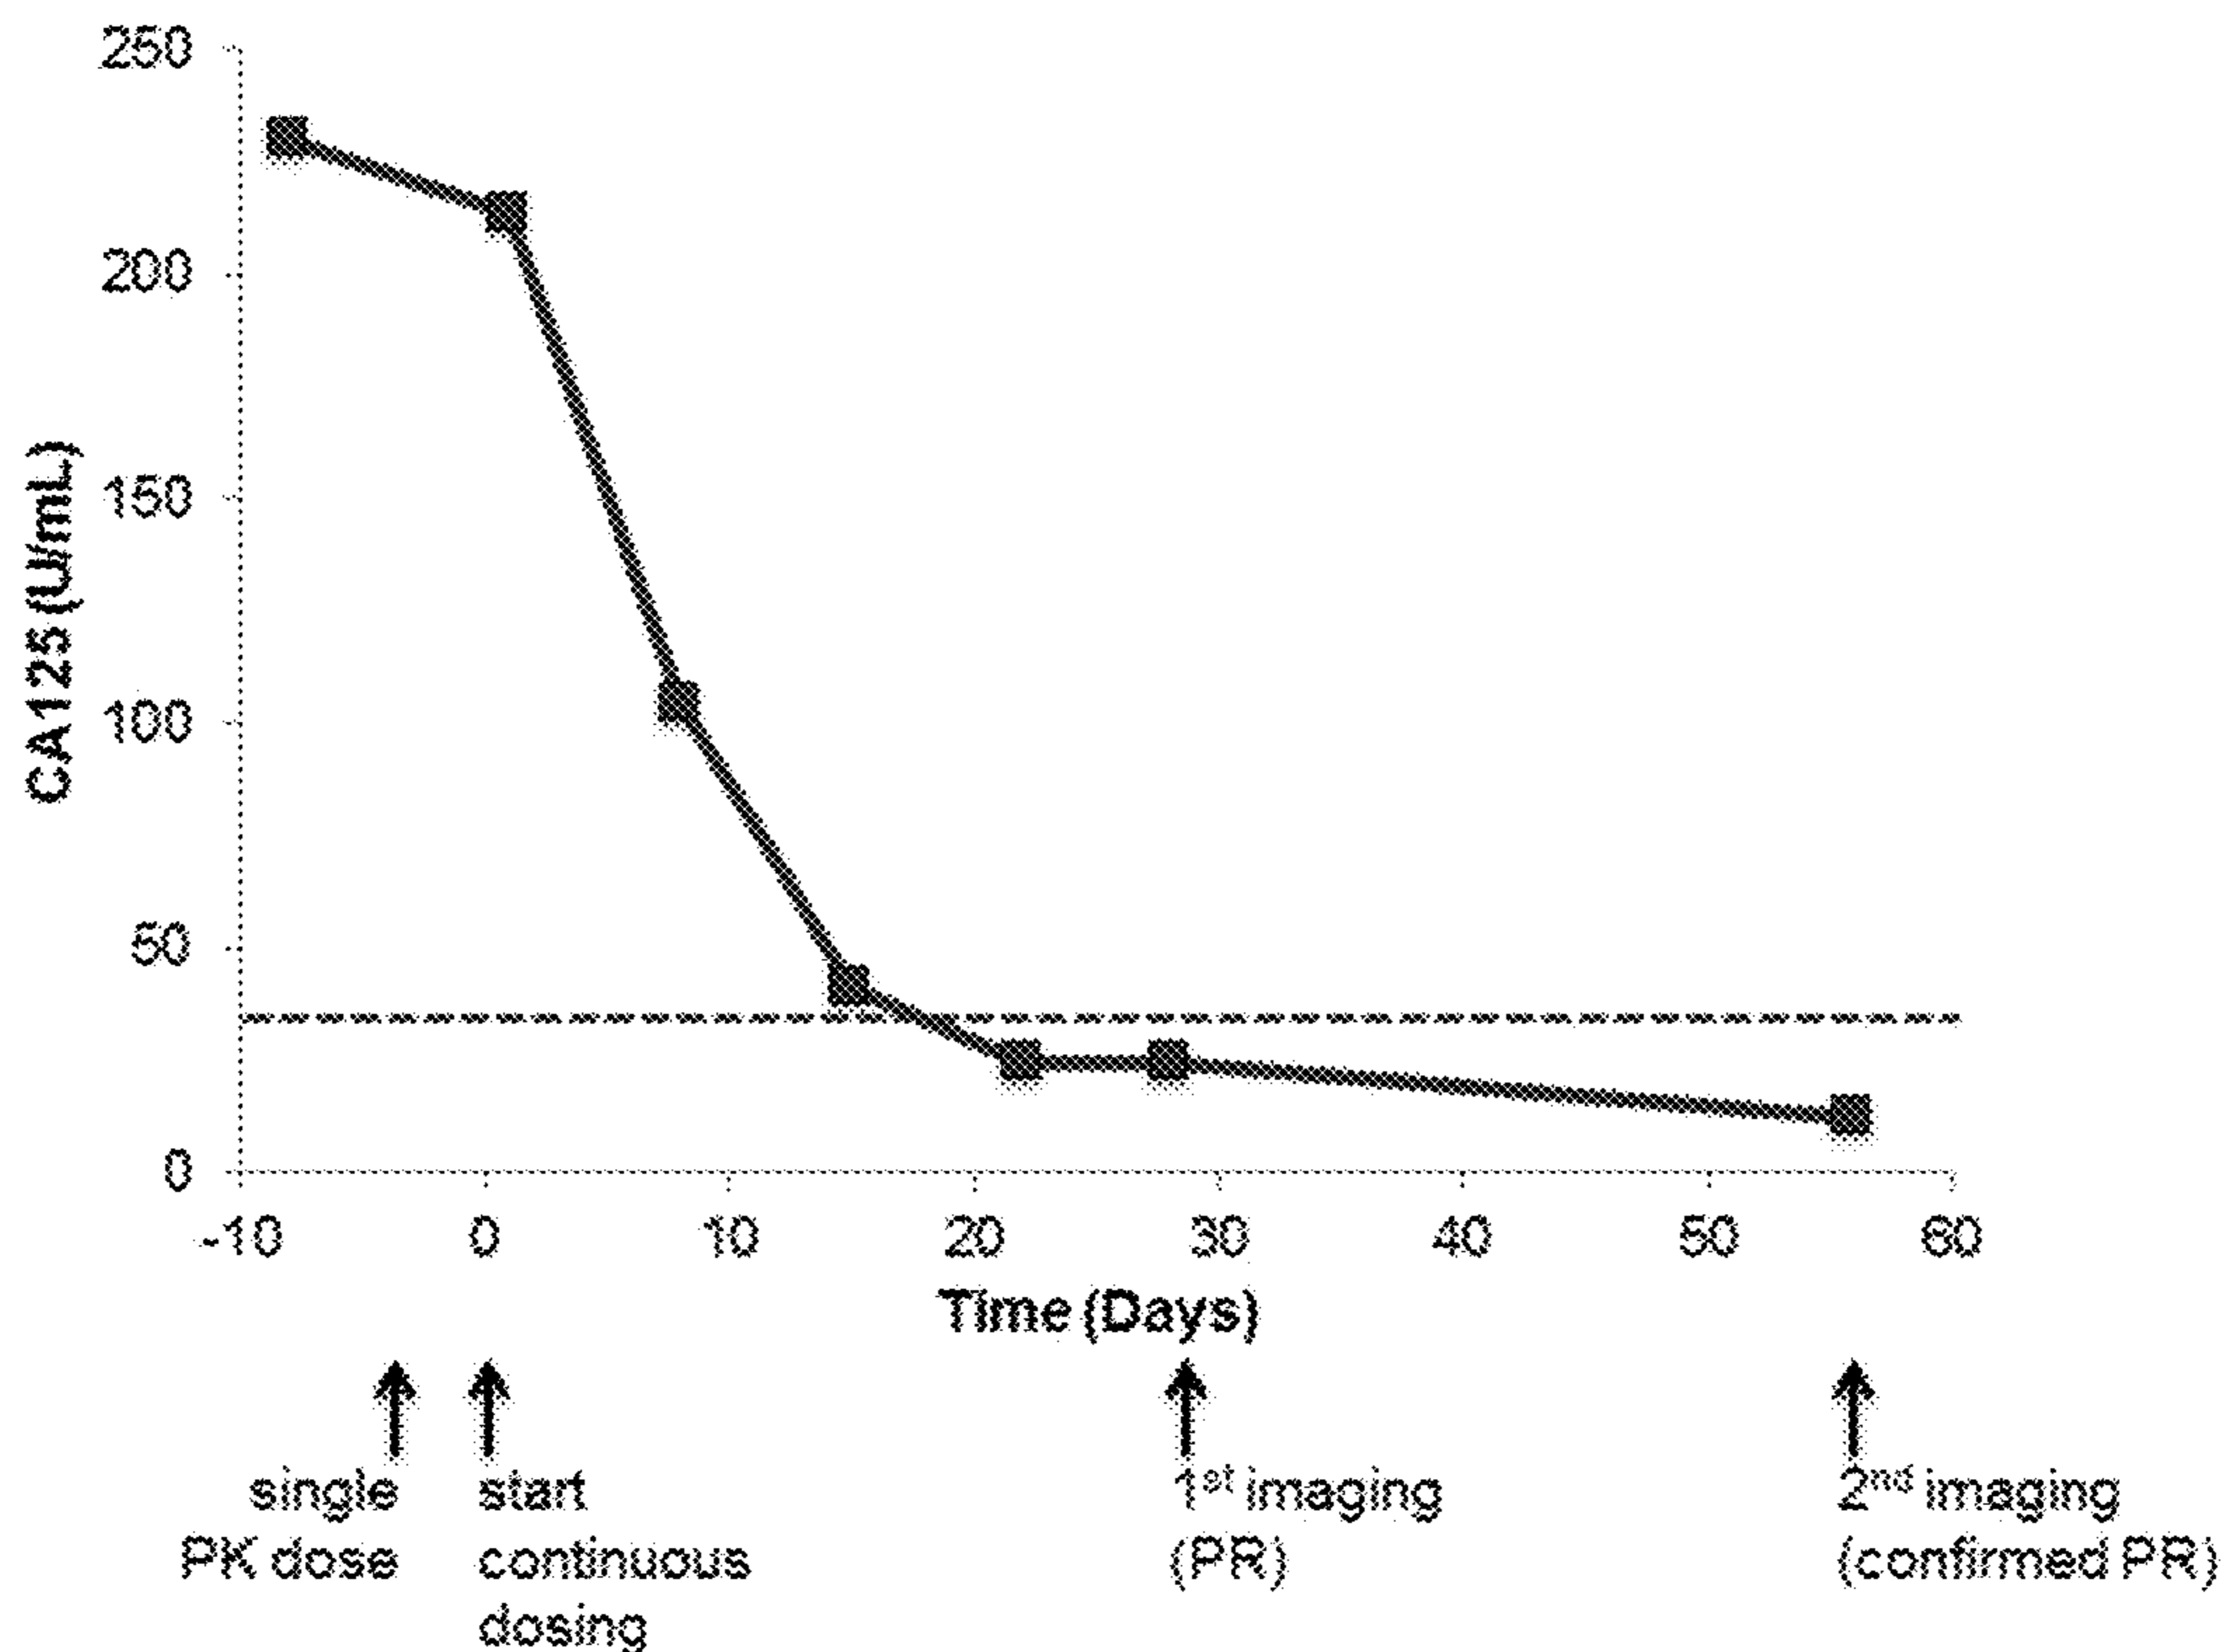 250
200
150
100
50
0
CA125 (U/mL)
-10 0 10 20 30 40 50 60
Time (Days)
single
PK dose
start
continuous
dosing
1st imaging
(PR)
2nd imaging
(confirmed PR)